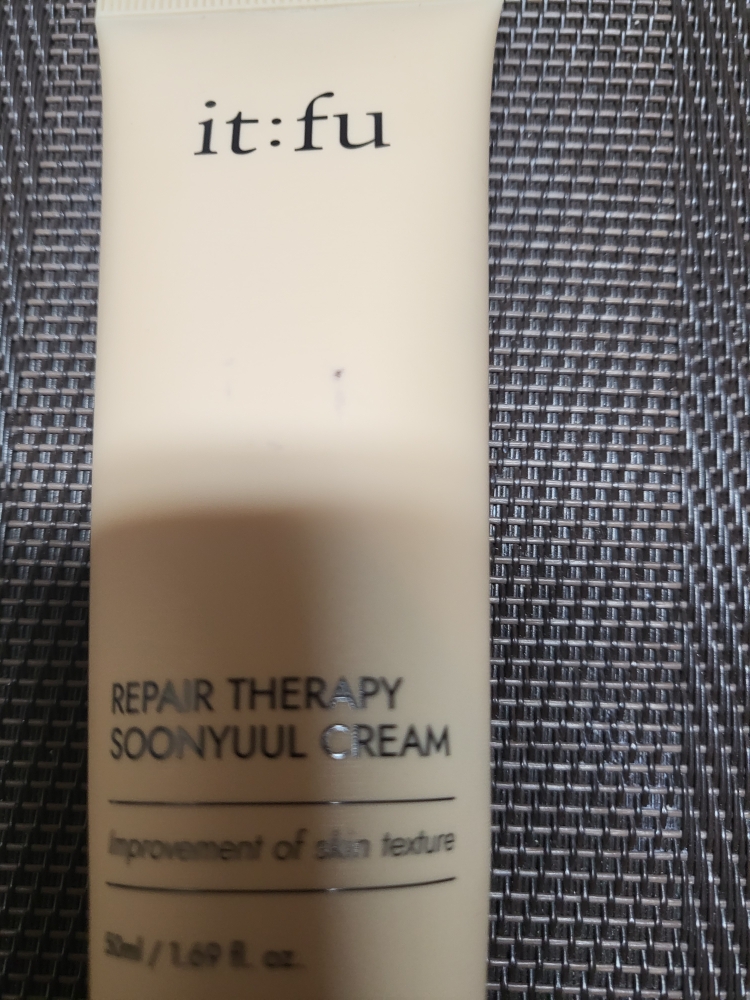 it:fu
REPAIR THERAPY
SOONYUUL CREAM
Improvement of skin texture
50ml / 1.69 fl. oz.